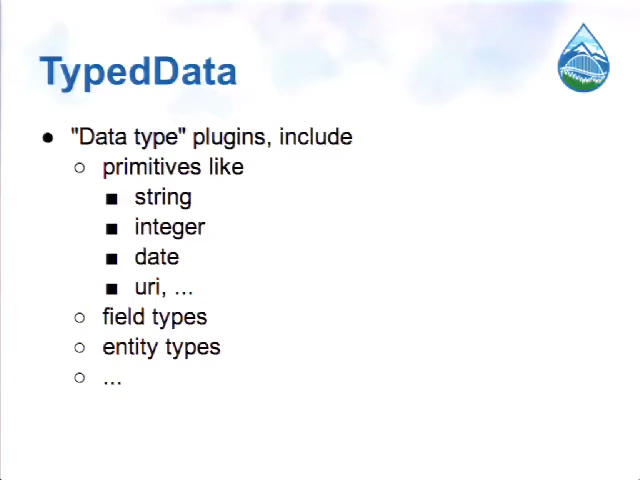 TypedData
● "Data type" plugins, include
○ primitives like
■ string
■ integer
■ date
■ uri, ...
○ field types
○ entity types
○ ...